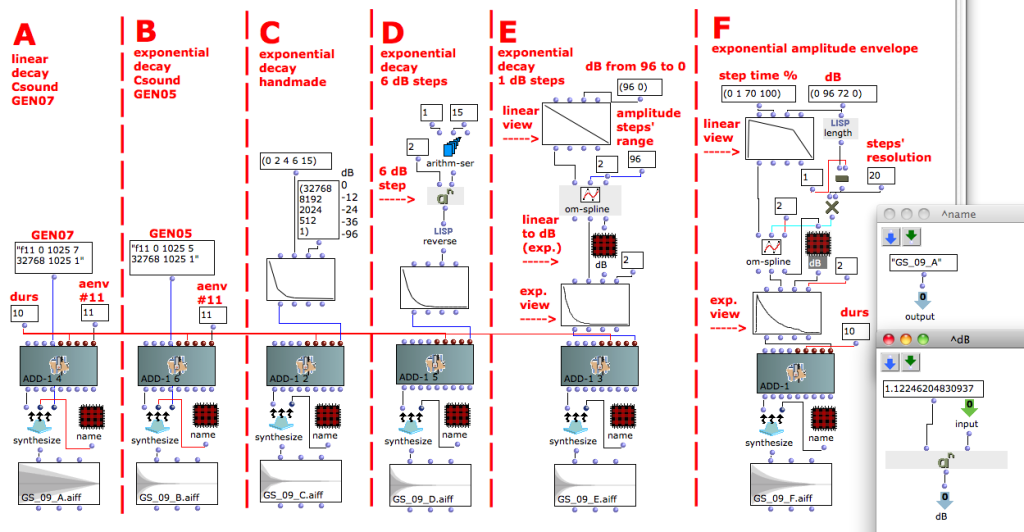 A
linear
decay
Csound
GEN07
GEN07
"f11 0 1025 7
32768 1025 1"
durs
10
aenv
#11
11
ADD-1 4
synthesize
name
GS_09_A.aiff
B
exponential
decay
Csound
GEN05
GEN05
"f11 0 1025 5
32768 1025 1"
aenv
#11
11
ADD-1 6
synthesize
name
GS_09_B.aiff
C
exponential
decay
handmade
(0 2 4 6 15)
(32768
8192
2024
512
1)
dB
0
-12
-24
-36
-96
ADD-1 2
synthesize
name
GS_09_C.aiff
D
exponential
decay
6 dB steps
1
15
2
arithm-ser
6 dB
step
----->
aⁿ
LISP
reverse
ADD-1 5
synthesize
name
GS_09_D.aiff
E
exponential
decay
1 dB steps
dB from 96 to 0
(96 0)
linear
view
----->
amplitude
steps'
range
2
96
om-spline
linear
to dB
(exp.)
----->
dB
2
exp.
view
----->
ADD-1 3
synthesize
name
GS_09_E.aiff
F
exponential amplitude envelope
step time %
dB
(0 1 70 100)
(0 96 72 0)
linear
view
----->
LISP
length
steps'
resolution
1
20
2
om-spline
dB
2
exp.
view
----->
durs
10
ADD-1
synthesize
name
GS_09_F.aiff
^name
"GS_09_A"
0
output
^dB
1.12246204830937
0
input
aⁿ
0
dB